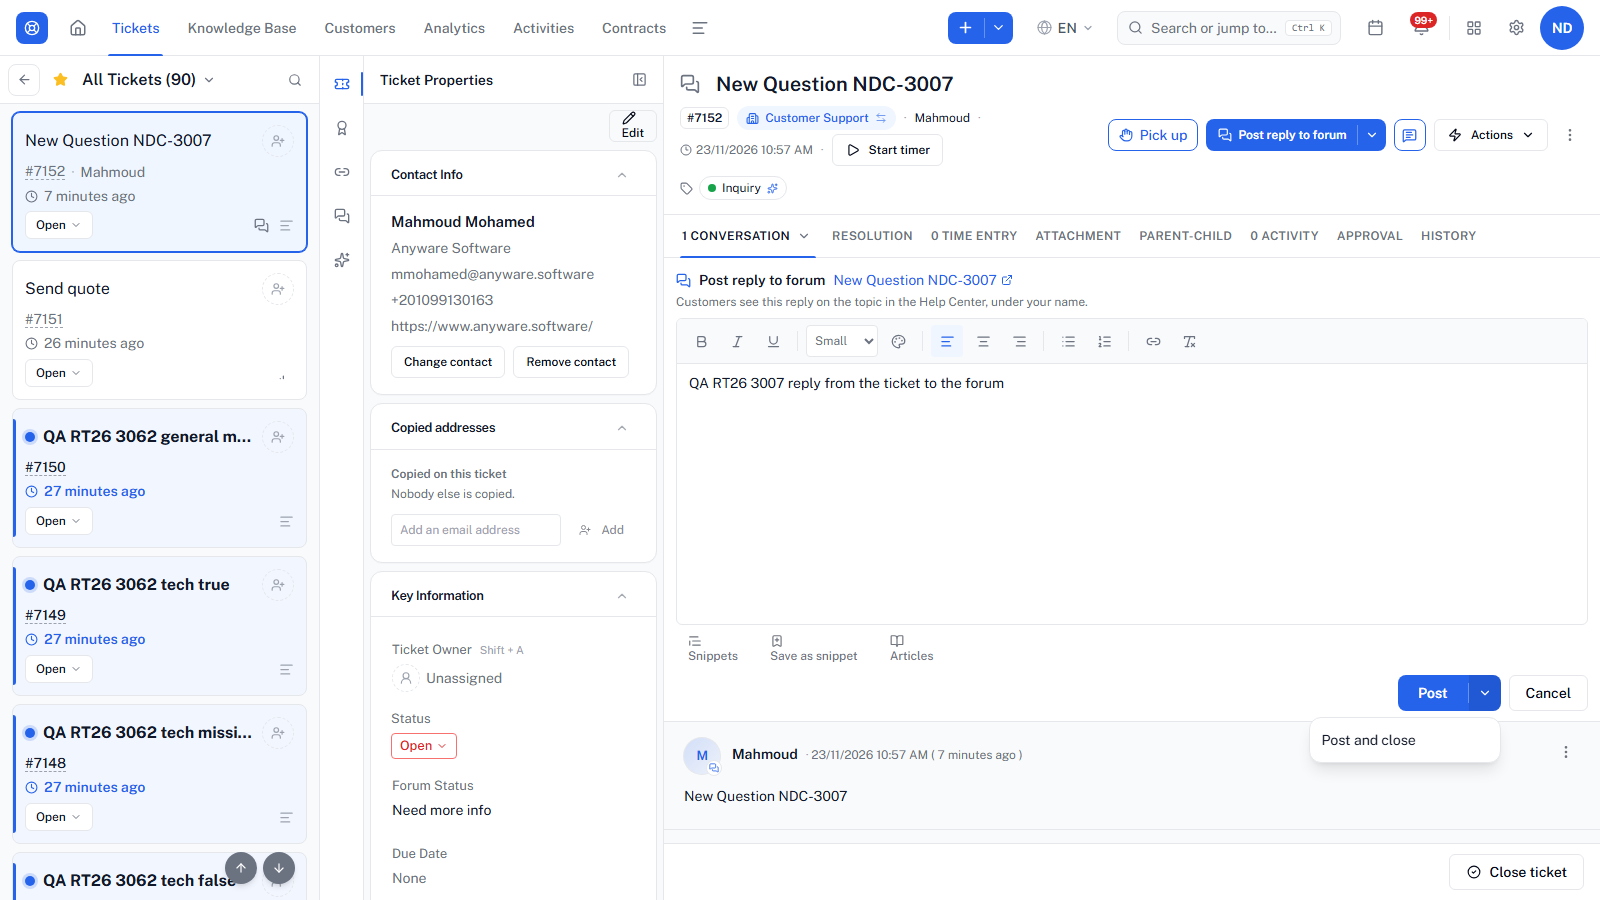 Tickets
Knowledge Base
Customers
Analytics
Activities
Contracts
EN
Search or jump to...
Ctrl K
99+
ND
All Tickets (90)
New Question NDC-3007
#7152 · Mahmoud
7 minutes ago
Open
Send quote
#7151
26 minutes ago
Open
QA RT26 3062 general m...
#7150
27 minutes ago
Open
QA RT26 3062 tech true
#7149
27 minutes ago
Open
QA RT26 3062 tech missi...
#7148
27 minutes ago
Open
QA RT26 3062 tech false
Ticket Properties
Edit
Contact Info
Mahmoud Mohamed
Anyware Software
mmohamed@anyware.software
+201099130163
https://www.anyware.software/
Change contact
Remove contact
Copied addresses
Copied on this ticket
Nobody else is copied.
Add an email address
Add
Key Information
Ticket Owner Shift + A
Unassigned
Status
Open
Forum Status
Need more info
Due Date
None
New Question NDC-3007
#7152
Customer Support
· Mahmoud ·
23/11/2026 10:57 AM ·
Start timer
Inquiry
Pick up
Post reply to forum
Actions
1 CONVERSATION
RESOLUTION
0 TIME ENTRY
ATTACHMENT
PARENT-CHILD
0 ACTIVITY
APPROVAL
HISTORY
Post reply to forum New Question NDC-3007
Customers see this reply on the topic in the Help Center, under your name.
B I U
Small
QA RT26 3007 reply from the ticket to the forum
Snippets
Save as snippet
Articles
Post
Cancel
Post and close
M
Mahmoud · 23/11/2026 10:57 AM ( 7 minutes ago )
New Question NDC-3007
Close ticket